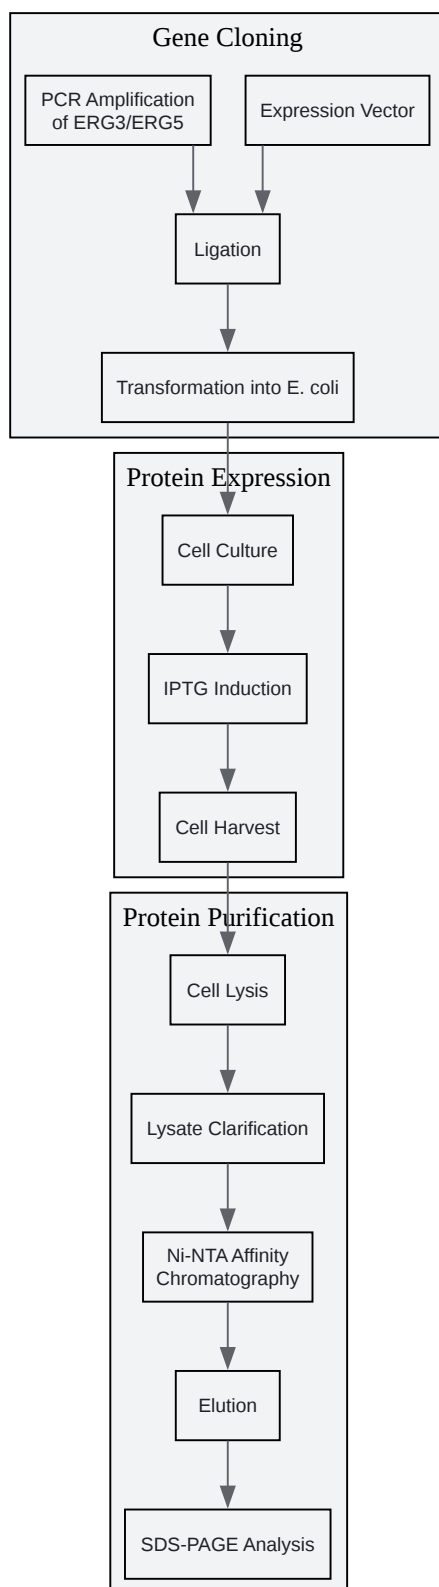 Gene Cloning
PCR Amplification
of ERG3/ERG5
Expression Vector
Ligation
Transformation into E. coli
Protein Expression
Cell Culture
IPTG Induction
Cell Harvest
Protein Purification
Cell Lysis
Lysate Clarification
Ni-NTA Affinity
Chromatography
Elution
SDS-PAGE Analysis